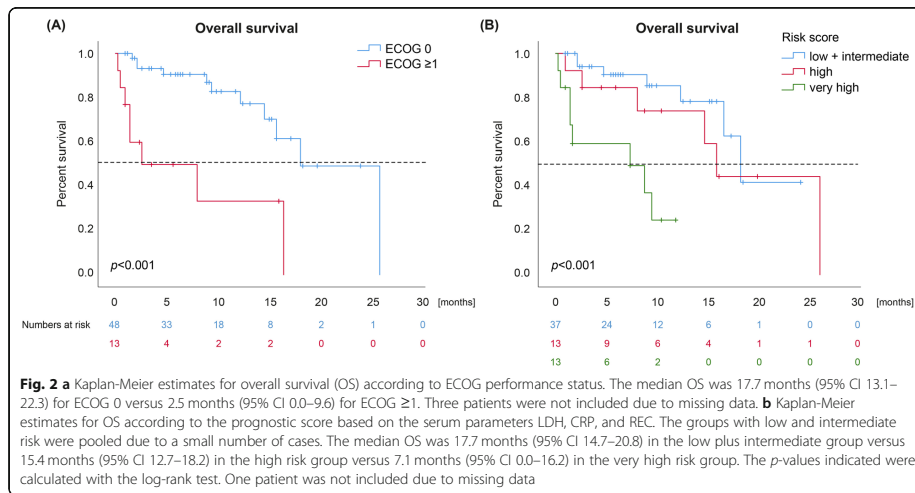 (A)
Overall survival
ECOG 0
ECOG ≥1
1.0
0.8
0.6
0.4
0.2
0.0
Percent survival
p<0.001
0 5 10 15 20 25 30 [months]
Numbers at risk 48 33 18 8 2 1 0
13 4 2 2 0 0 0
(B)
Overall survival
Risk score
low + intermediate
high
very high
1.0
0.8
0.6
0.4
0.2
0.0
Percent survival
p<0.001
0 5 10 15 20 25 30 [months]
37 24 12 6 1 0 0
13 9 6 4 1 1 0
13 6 2 0 0 0 0
Fig. 2 a Kaplan-Meier estimates for overall survival (OS) according to ECOG performance status. The median OS was 17.7 months (95% CI 13.1–
22.3) for ECOG 0 versus 2.5 months (95% CI 0.0–9.6) for ECOG ≥1. Three patients were not included due to missing data. b Kaplan-Meier
estimates for OS according to the prognostic score based on the serum parameters LDH, CRP, and REC. The groups with low and intermediate
risk were pooled due to a small number of cases. The median OS was 17.7 months (95% CI 14.7–20.8) in the low plus intermediate group versus
15.4 months (95% CI 12.7–18.2) in the high risk group versus 7.1 months (95% CI 0.0–16.2) in the very high risk group. The p-values indicated were
calculated with the log-rank test. One patient was not included due to missing data